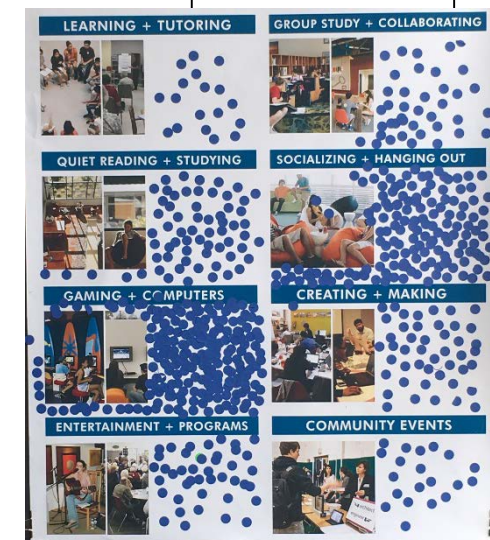 LEARNING + TUTORING
GROUP STUDY + COLLABORATING
QUIET READING + STUDYING
SOCIALIZING + HANGING OUT
GAMING + COMPUTERS
CREATING + MAKING
ENTERTAINMENT + PROGRAMS
COMMUNITY EVENTS